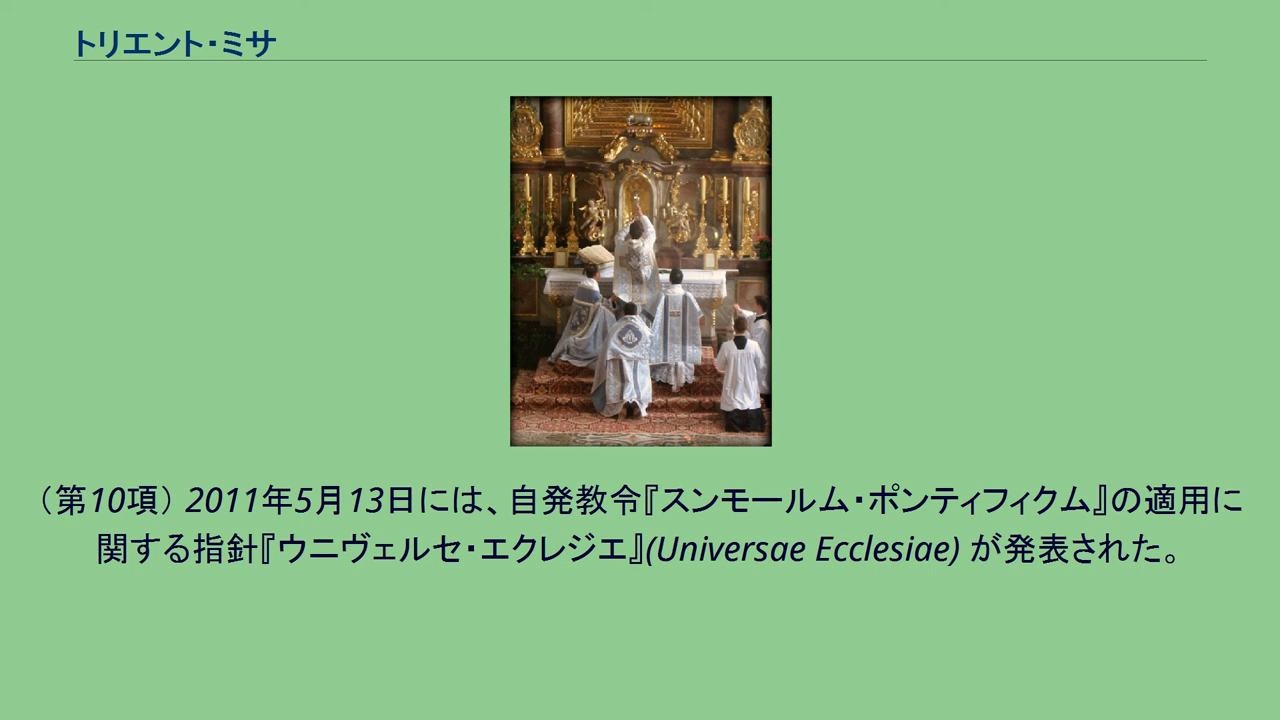 トリエント・ミサ
（第10項） 2011年5月13日には、自発教令『スンモールム・ポンティフィクム』の適用に
関する指針『ウニヴェルセ・エクレジエ』(Universae Ecclesiae) が発表された。